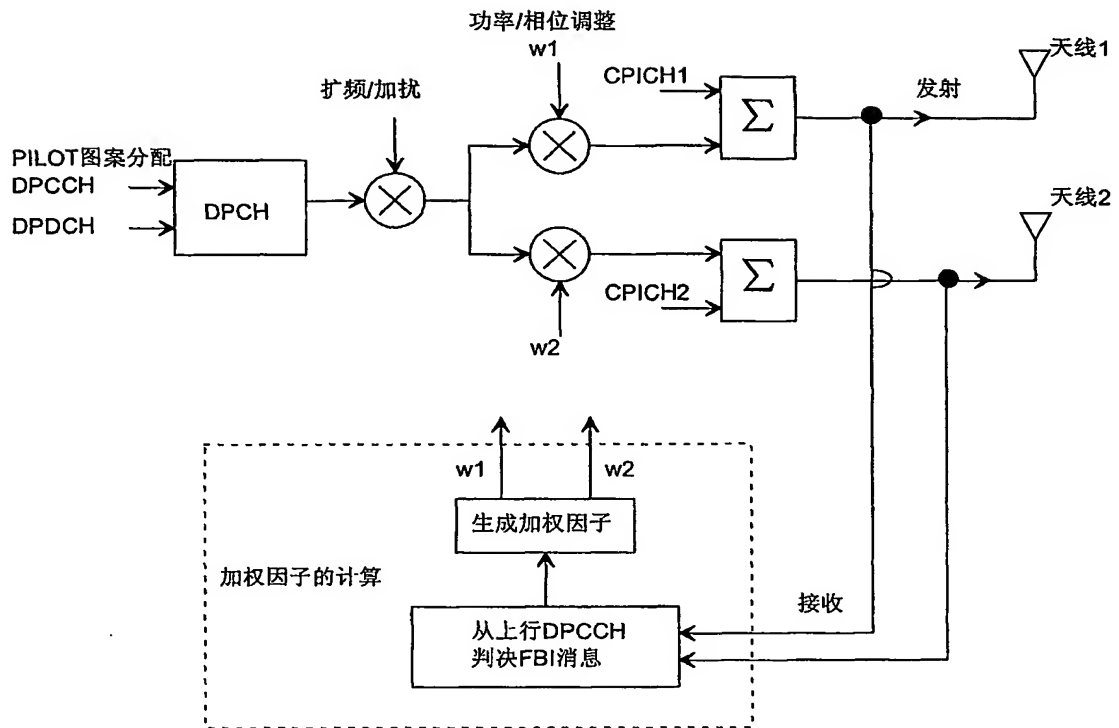 功率/相位调整
w1
天线1
CPICH1
发射
扩频/加扰
Σ
PILOT图案分配
DPCCH
DPCH
DPDCH
天线2
Σ
CPICH2
w2
w1
w2
生成加权因子
加权因子的计算
接收
从上行DPCCH
判决FBI消息